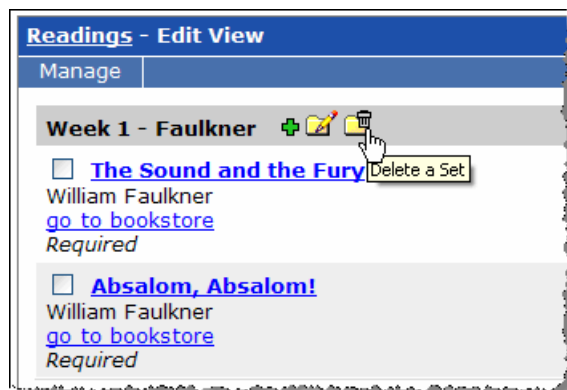 Readings - Edit View
Manage
Week 1 - Faulkner
The Sound and the Fury
Delete a Set
William Faulkner
go to bookstore
Required
Absalom, Absalom!
William Faulkner
go to bookstore
Required